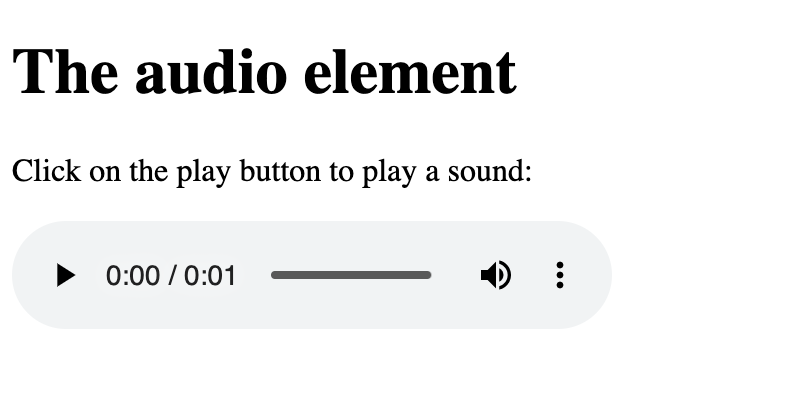 The audio element
Click on the play button to play a sound:
0:00 / 0:01